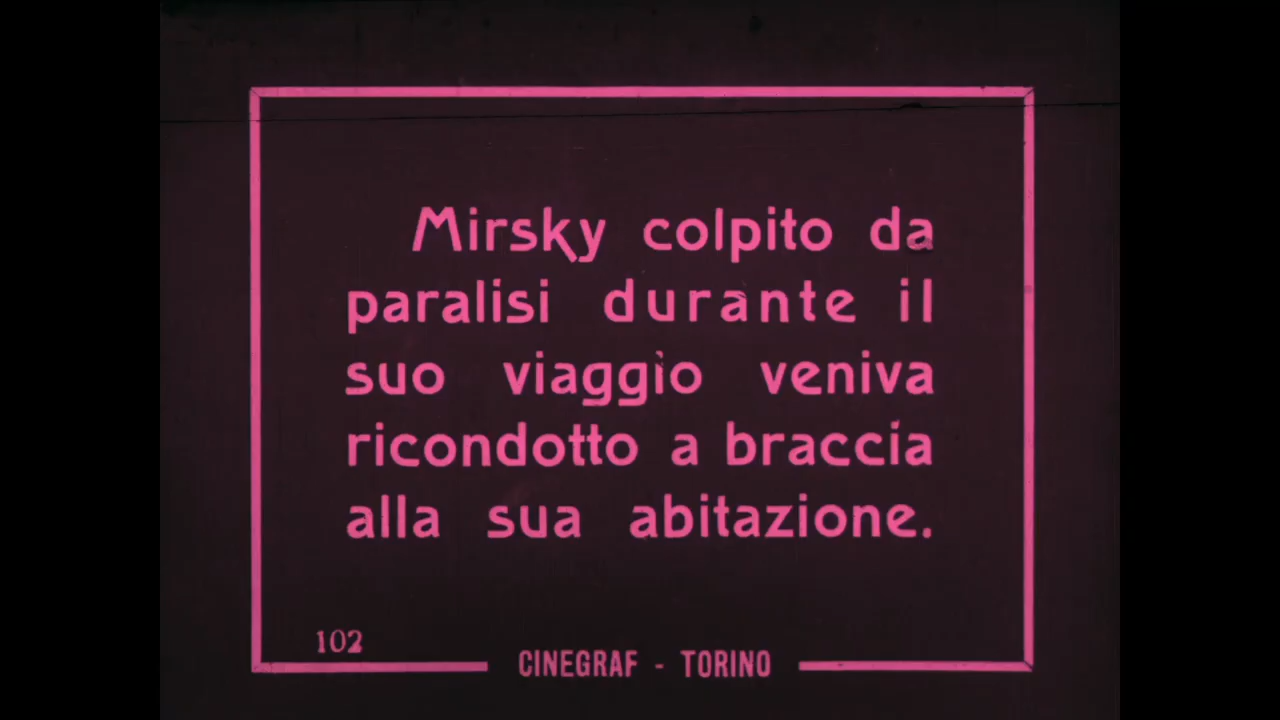 Mirsky colpito da
paralisi durante il
suo viaggio veniva
ricondotto a braccia
alla sua abitazione.
102
CINEGRAF - TORINO